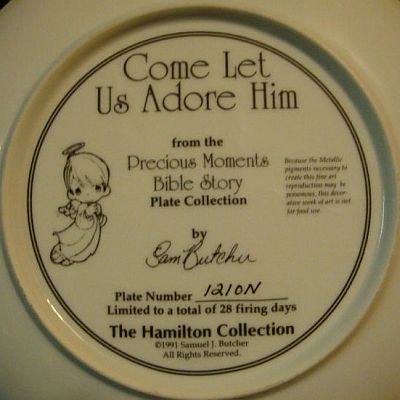 Come Let
Us Adore Him
from the
Precious Moments
Bible Story
Plate Collection
Because the Metallic
pigments necessary to
create this fine art
reproduction may be
poisonous, this decor-
ative work of art is not
for food use.
by
Sam Butcher
Plate Number 1210N
Limited to a total of 28 firing days
The Hamilton Collection
©1991 Samuel J. Butcher
All Rights Reserved.